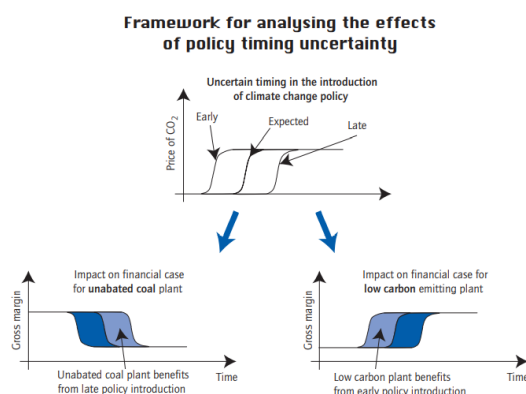 Framework for analysing the effects
of policy timing uncertainty
Uncertain timing in the introduction
of climate change policy
Price of CO2
Early
Expected
Late
Impact on financial case
for unabated coal plant
Gross margin
Unabated coal plant benefits
from late policy introduction
Time
Impact on financial case for
low carbon emitting plant
Gross margin
Low carbon plant benefits
from early policy introduction
Time